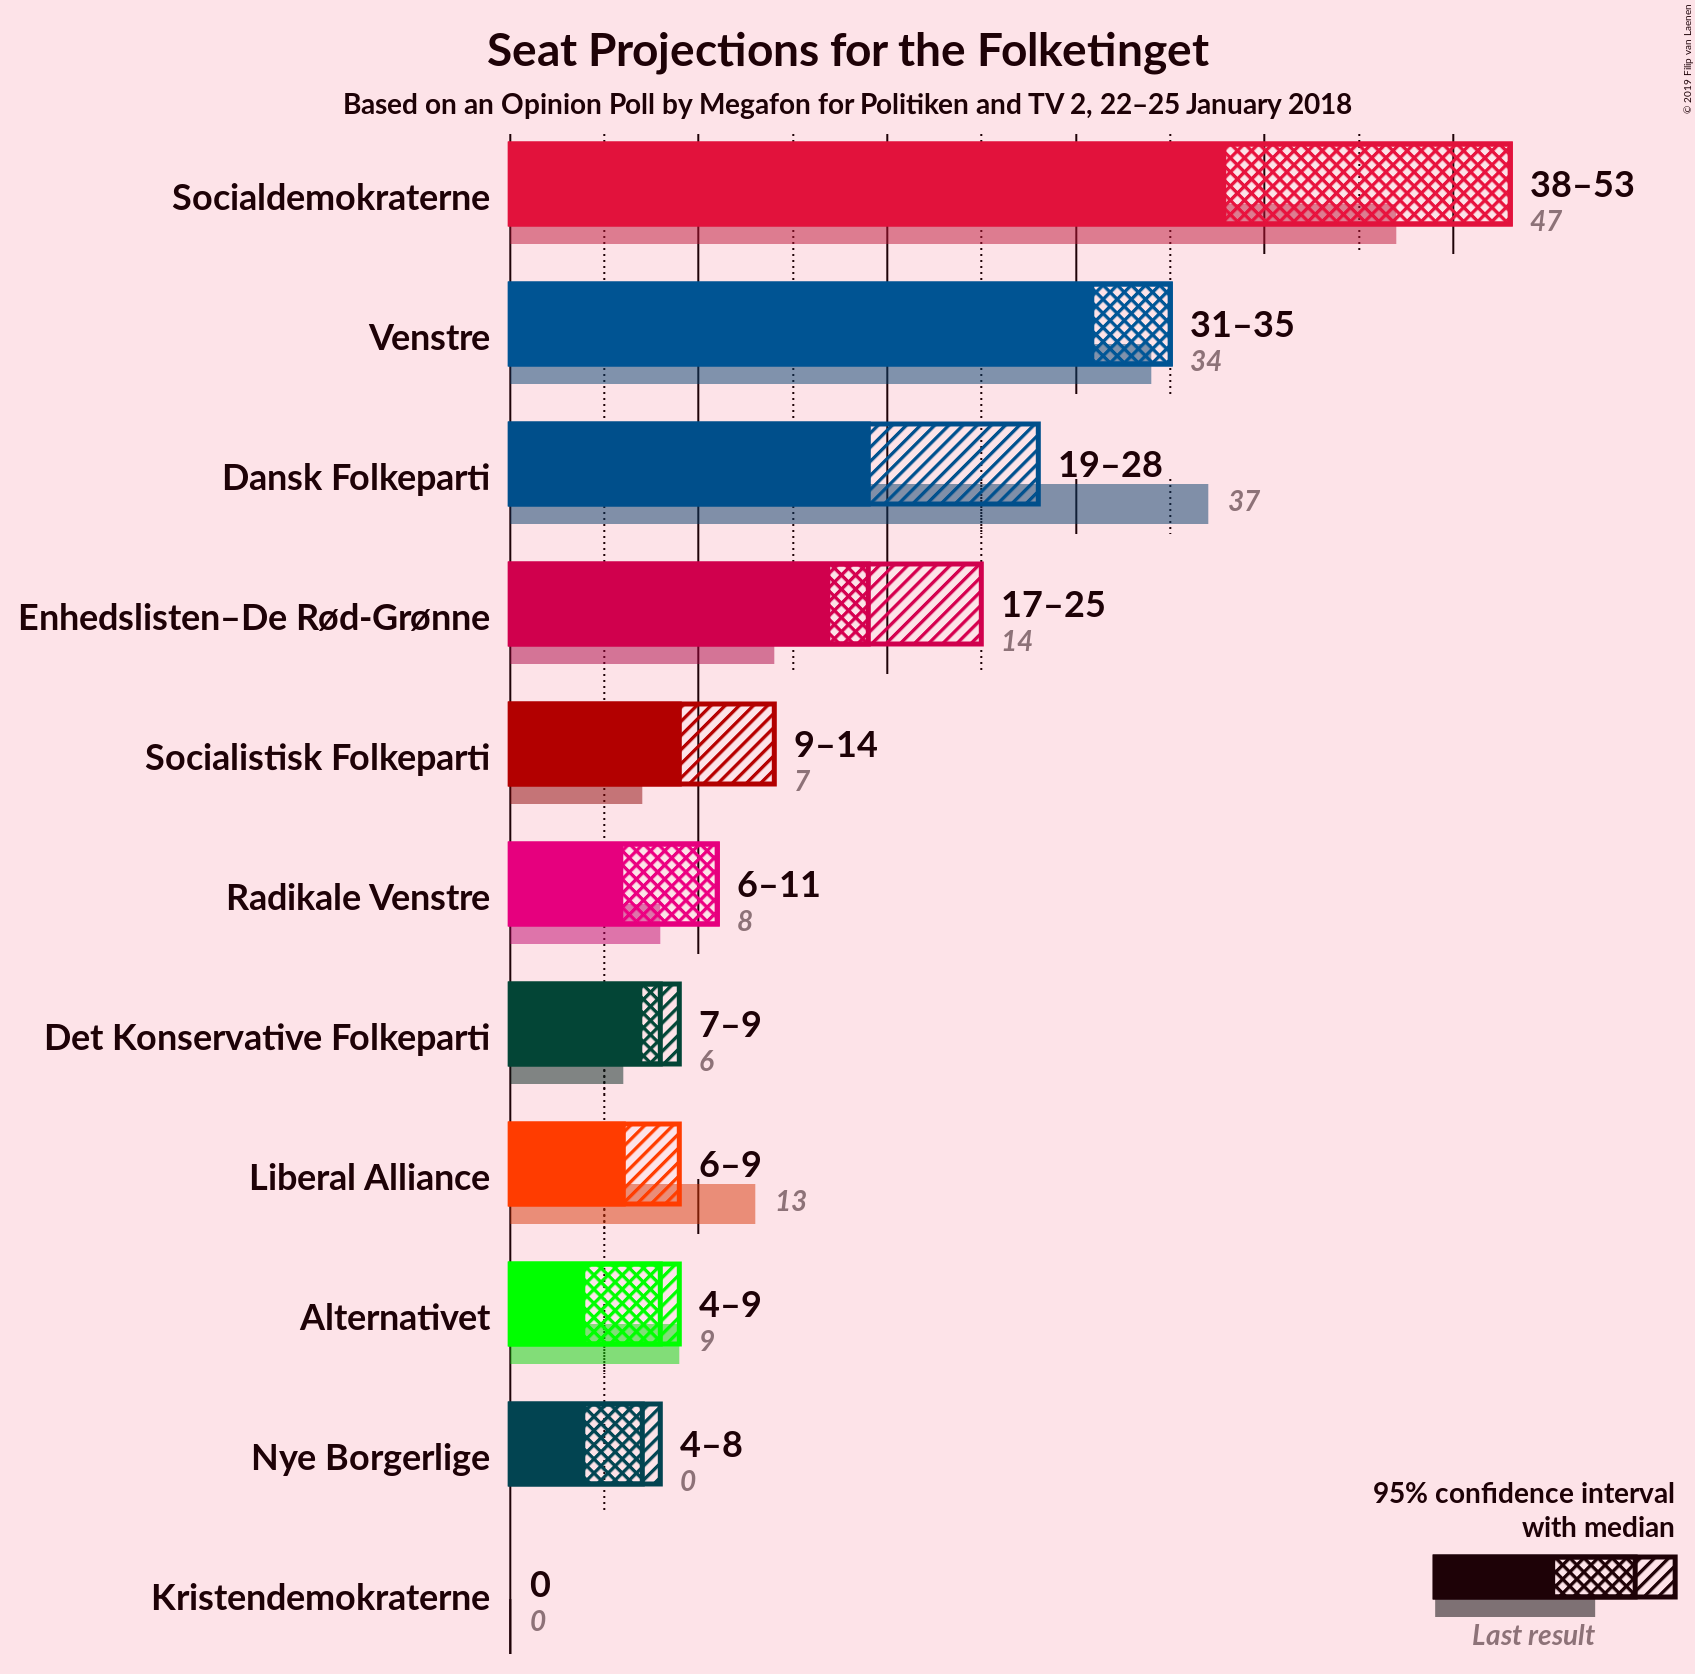 Seat Projections for the Folketinget
Based on an Opinion Poll by Megafon for Politiken and TV 2, 22–25 January 2018
© 2019 Filip van Laenen
Socialdemokraterne
38–53
47
Venstre
31–35
34
Dansk Folkeparti
19–28
37
Enhedslisten–De Rød-Grønne
17–25
14
Socialistisk Folkeparti
9–14
7
Radikale Venstre
6–11
8
Det Konservative Folkeparti
7–9
6
Liberal Alliance
6–9
13
Alternativet
4–9
9
Nye Borgerlige
4–8
0
Kristendemokraterne
0
0
95% confidence interval
with median
Last result